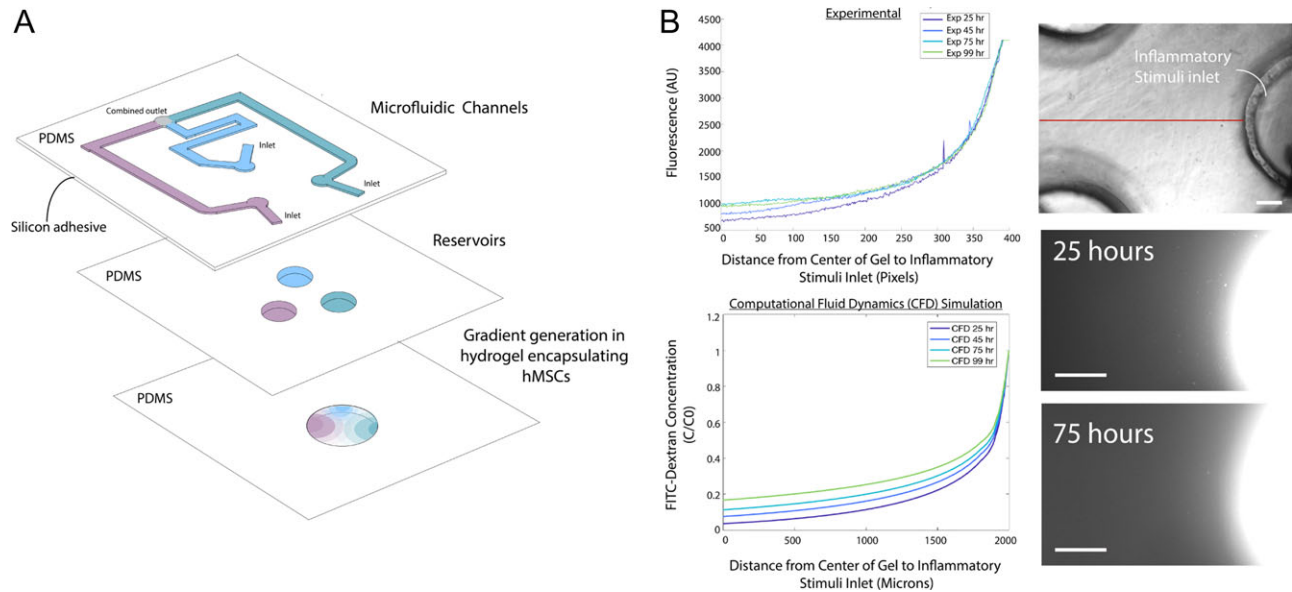 A
Combined outlet
PDMS
Microfluidic Channels
Inlet
Inlet
Inlet
Silicon adhesive
Reservoirs
PDMS
Gradient generation in
hydrogel encapsulating
hMSCs
PDMS
B
Experimental
4500
4000
3500
3000
2500
2000
1500
1000
500
Fluorescence (AU)
Exp 25 hr
Exp 45 hr
Exp 75 hr
Exp 99 hr
0 50 100 150 200 250 300 350 400
Distance from Center of Gel to Inflammatory
Stimuli Inlet (Pixels)
Computational Fluid Dynamics (CFD) Simulation
1.2
1
0.8
0.6
0.4
0.2
0
FITC-Dextran Concentration
(C/C0)
CFD 25 hr
CFD 45 hr
CFD 75 hr
CFD 99 hr
0 500 1000 1500 2000
Distance from Center of Gel to Inflammatory
Stimuli Inlet (Microns)
Inflammatory
Stimuli inlet
25 hours
75 hours